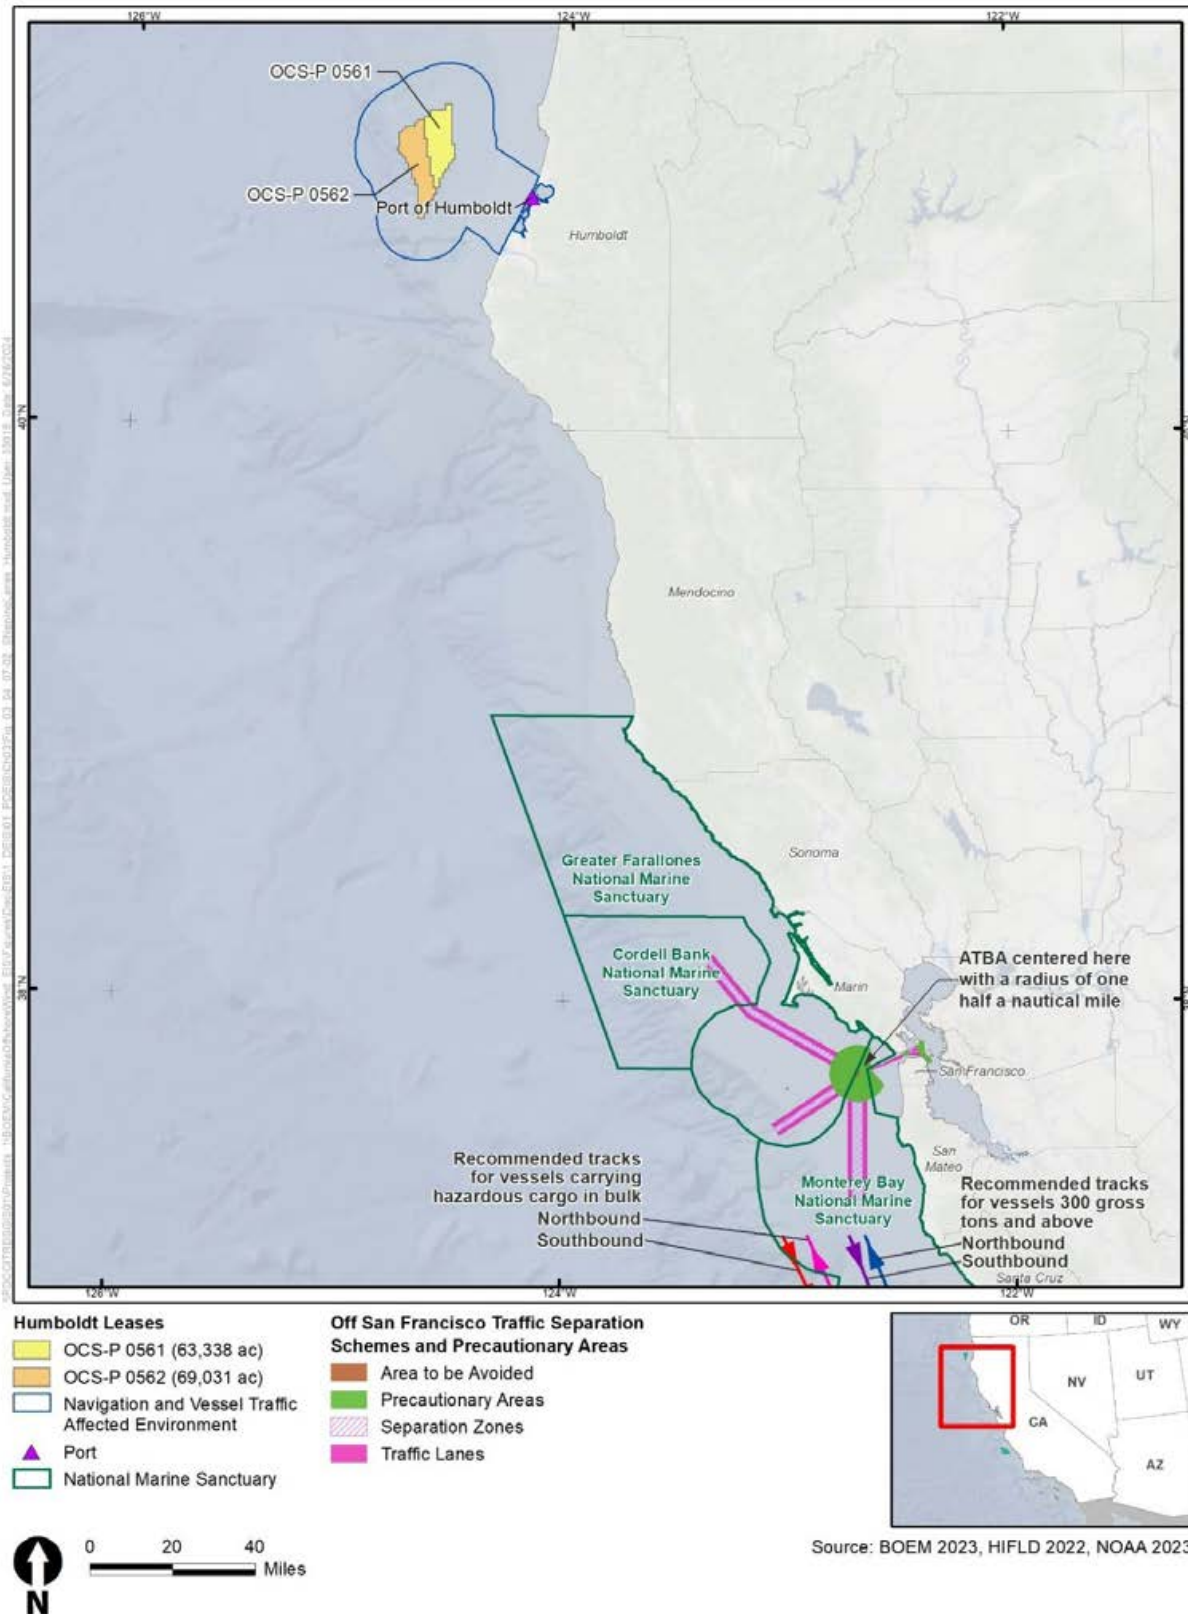 126°W
124°W
122°W
OCS-P 0561
OCS-P 0562
Port of Humboldt
Humboldt
40°N
Mendocino
Greater Farallones
National Marine
Sanctuary
Sonoma
Cordell Bank
National Marine
Sanctuary
Marin
ATBA centered here
with a radius of one
half a nautical mile
38°N
San Francisco
San
Mateo
Recommended tracks
for vessels carrying
hazardous cargo in bulk
Northbound
Southbound
Monterey Bay
National Marine
Sanctuary
Recommended tracks
for vessels 300 gross
tons and above
Northbound
Southbound
Santa Cruz
126°W
124°W
122°W
Humboldt Leases
OCS-P 0561 (63,338 ac)
OCS-P 0562 (69,031 ac)
Navigation and Vessel Traffic
Affected Environment
Port
National Marine Sanctuary
Off San Francisco Traffic Separation
Schemes and Precautionary Areas
Area to be Avoided
Precautionary Areas
Separation Zones
Traffic Lanes
OR
ID
WY
NV
UT
CA
AZ
N
0 20 40
Miles
Source: BOEM 2023, HIFLD 2022, NOAA 2023